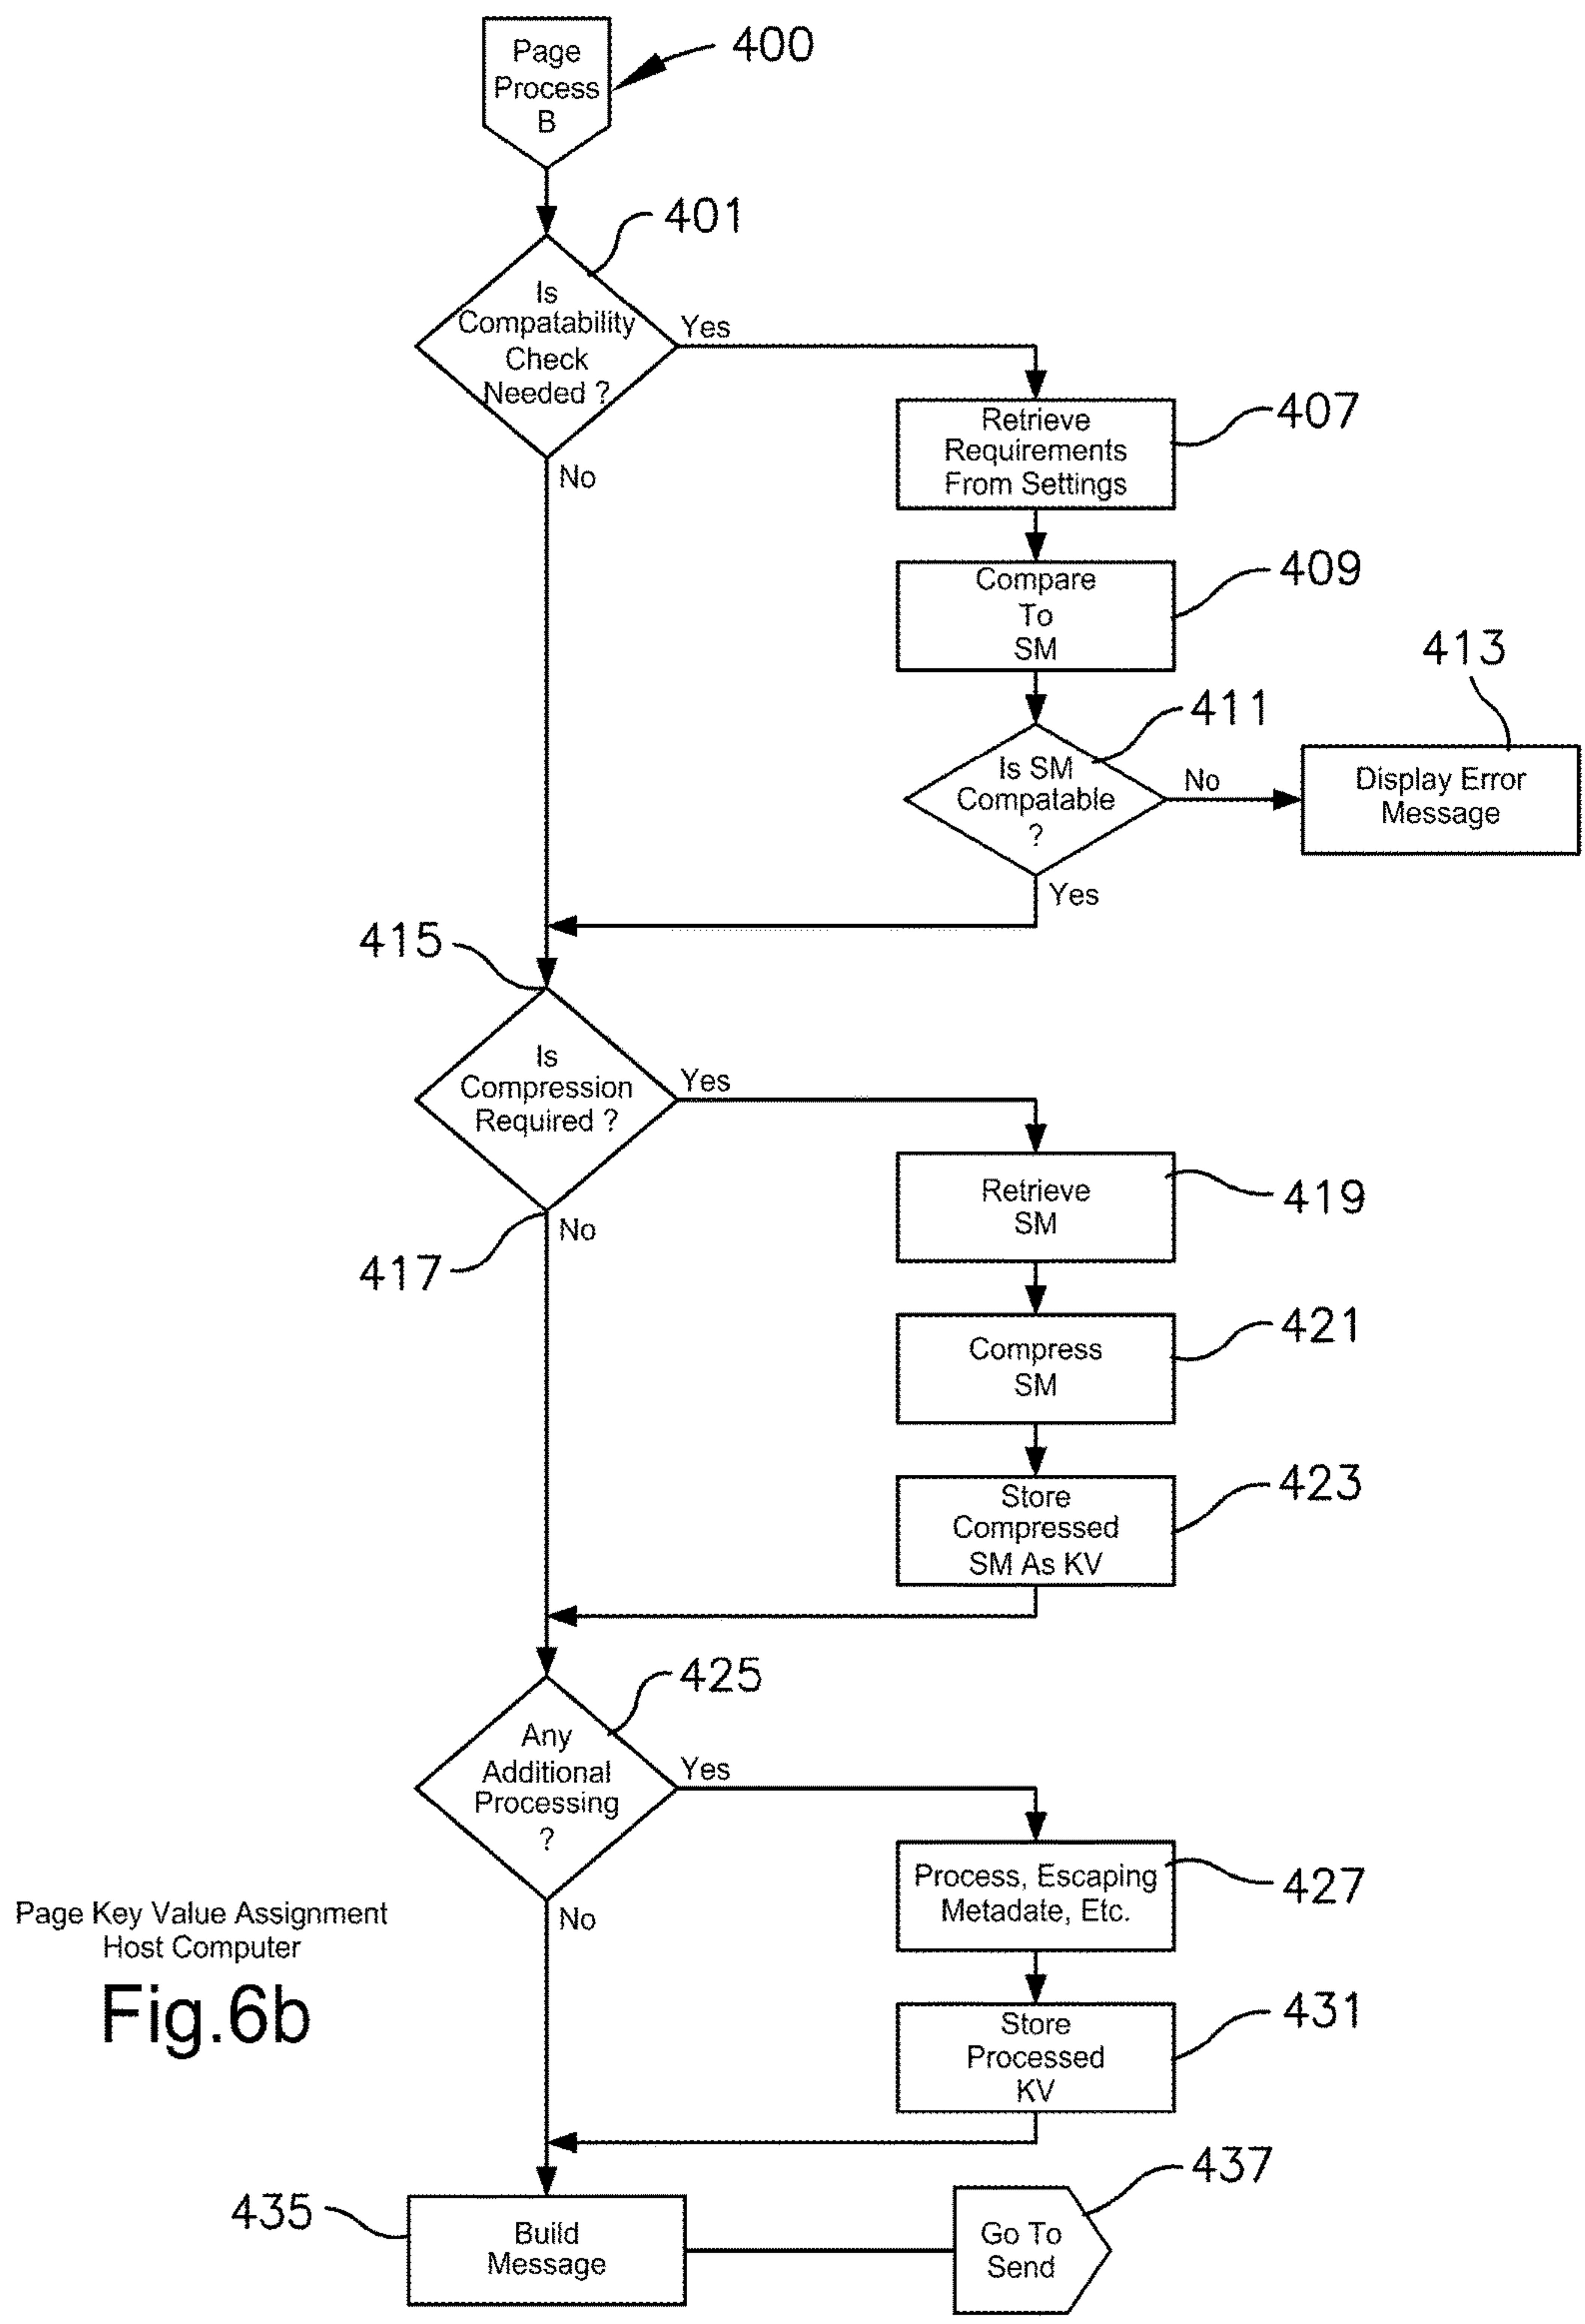 Page
Process
B
400
401
Is
Compatability
Check
Needed ?
Yes
No
Retrieve
Requirements
From Settings
407
Compare
To
SM
409
413
411
Is SM
Compatable
?
No
Yes
Display Error
Message
415
Is
Compression
Required ?
Yes
No
417
Retrieve
SM
419
Compress
SM
421
Store
Compressed
SM As KV
423
425
Any
Additional
Processing
?
Yes
No
Process, Escaping
Metadate, Etc.
427
Page Key Value Assignment
Host Computer
Fig.6b
Store
Processed
KV
431
435
Build
Message
437
Go To
Send